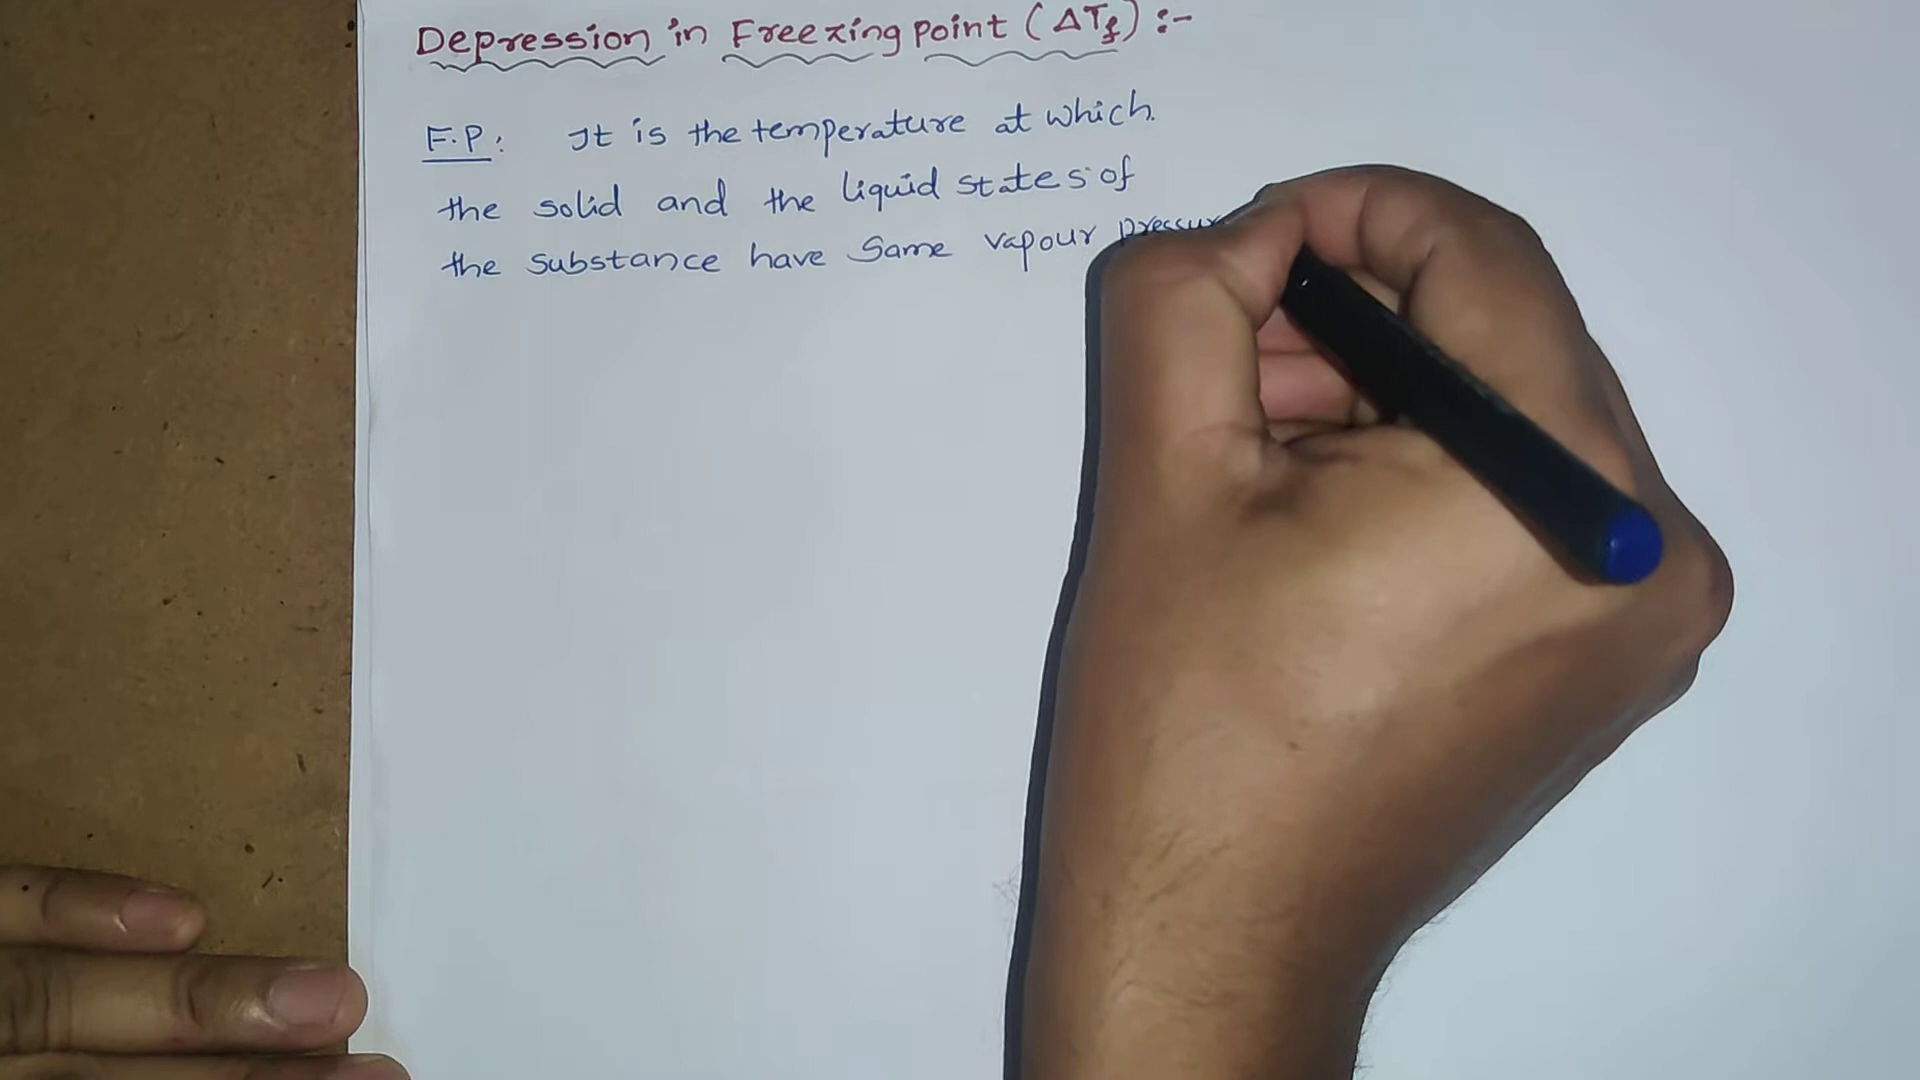 Depression in Freezing point (ΔTf) :-
F.P: It is the temperature at which
the solid and the liquid states of
the substance have same vapour